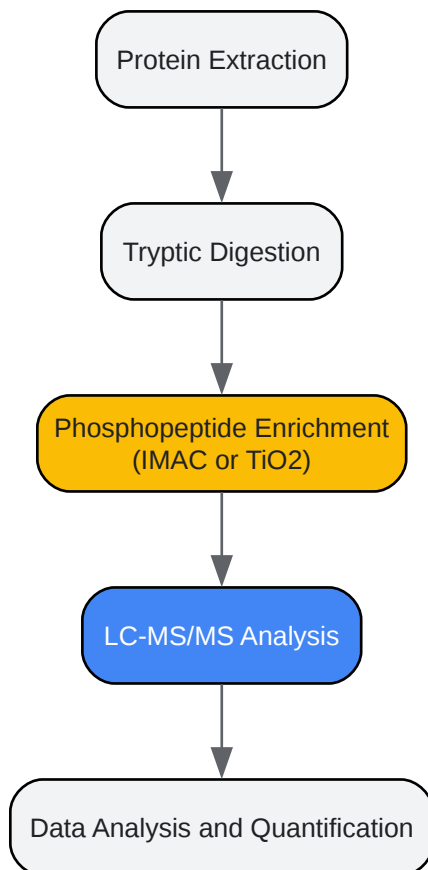 Protein Extraction
Tryptic Digestion
Phosphopeptide Enrichment
(IMAC or TiO2)
LC-MS/MS Analysis
Data Analysis and Quantification